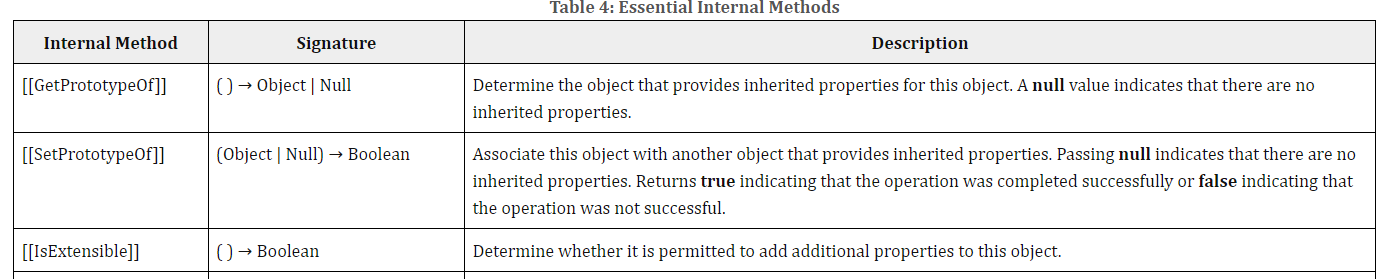 Table 4: Essential Internal Methods
Internal Method Signature Description
[[GetPrototypeOf]] ( ) → Object | Null Determine the object that provides inherited properties for this object. A null value indicates that there are no
inherited properties.
[[SetPrototypeOf]] (Object | Null) → Boolean Associate this object with another object that provides inherited properties. Passing null indicates that there are no
inherited properties. Returns true indicating that the operation was completed successfully or false indicating that
the operation was not successful.
[[IsExtensible]] ( ) → Boolean Determine whether it is permitted to add additional properties to this object.